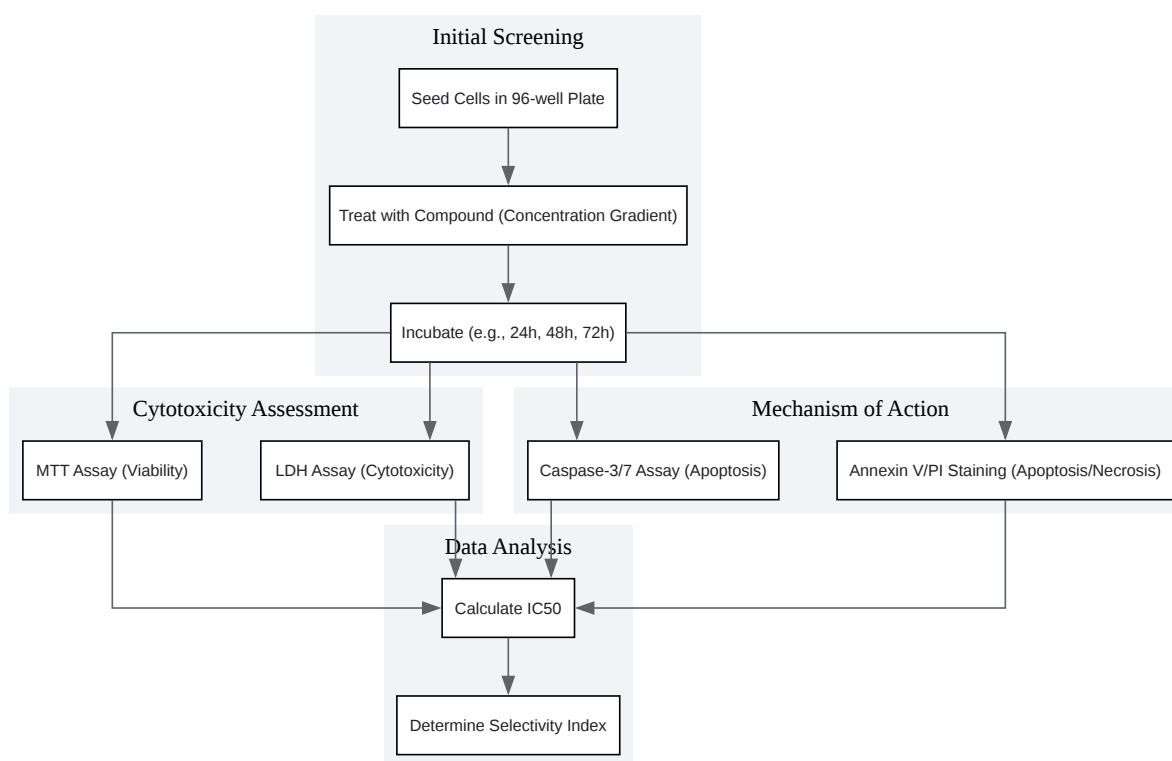 Initial Screening
Seed Cells in 96-well Plate
Treat with Compound (Concentration Gradient)
Incubate (e.g., 24h, 48h, 72h)
Cytotoxicity Assessment
Mechanism of Action
MTT Assay (Viability)
LDH Assay (Cytotoxicity)
Caspase-3/7 Assay (Apoptosis)
Annexin V/PI Staining (Apoptosis/Necrosis)
Data Analysis
Calculate IC50
Determine Selectivity Index